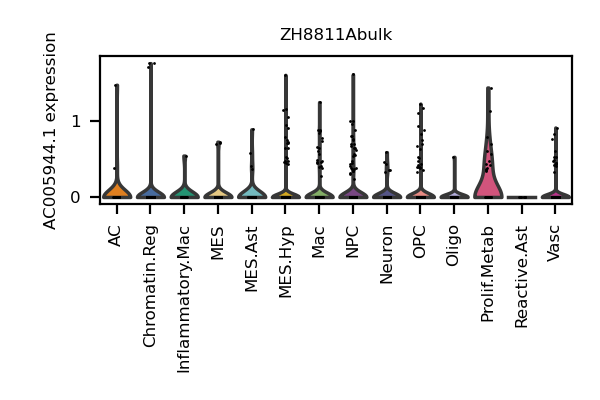 ZH8811Abulk
AC005944.1 expression
1
0
AC
Chromatin.Reg
Inflammatory.Mac
MES
MES.Ast
MES.Hyp
Mac
NPC
Neuron
OPC
Oligo
Prolif.Metab
Reactive.Ast
Vasc